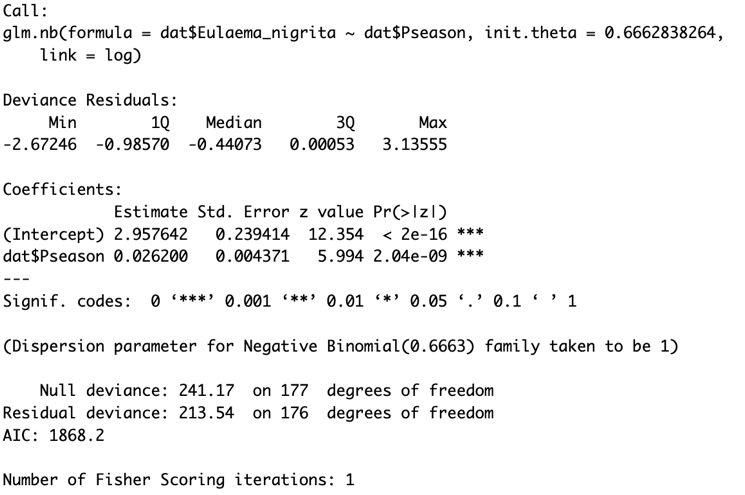 Call:
glm.nb(formula = dat$Eulaema_nigrita ~ dat$Pseason, init.theta = 0.6662838264,
    link = log)
Deviance Residuals:
     Min       1Q   Median       3Q      Max
-2.67246 -0.98570 -0.44073  0.00053  3.13555
Coefficients:
            Estimate Std. Error z value Pr(>|z|)
(Intercept) 2.957642   0.239414  12.354  < 2e-16 ***
dat$Pseason 0.026200   0.004371   5.994 2.04e-09 ***
---
Signif. codes:  0 ‘***’ 0.001 ‘**’ 0.01 ‘*’ 0.05 ‘.’ 0.1 ‘ ’ 1
(Dispersion parameter for Negative Binomial(0.6663) family taken to be 1)
    Null deviance: 241.17  on 177  degrees of freedom
Residual deviance: 213.54  on 176  degrees of freedom
AIC: 1868.2
Number of Fisher Scoring iterations: 1